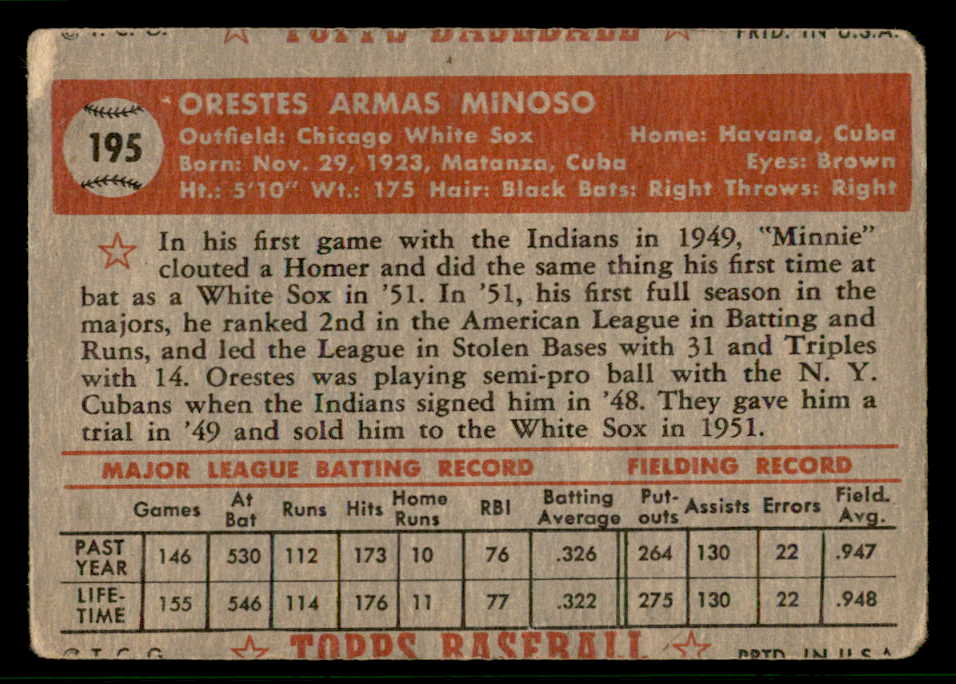 © T. C. G. TOPPS BASEBALL PRTD. IN U.S.A.
195
ORESTES ARMAS MINOSO
Outfield: Chicago White Sox Home: Havana, Cuba
Born: Nov. 29, 1923, Matanza, Cuba Eyes: Brown
Ht.: 5'10" Wt.: 175 Hair: Black Bats: Right Throws: Right
In his first game with the Indians in 1949, "Minnie"
clouted a Homer and did the same thing his first time at
bat as a White Sox in '51. In '51, his first full season in the
majors, he ranked 2nd in the American League in Batting and
Runs, and led the League in Stolen Bases with 31 and Triples
with 14. Orestes was playing semi-pro ball with the N. Y.
Cubans when the Indians signed him in '48. They gave him a
trial in '49 and sold him to the White Sox in 1951.
MAJOR LEAGUE BATTING RECORD FIELDING RECORD
Games At Bat Runs Hits Home Runs RBI Batting Average Put-outs Assists Errors Field. Avg.
PAST YEAR 146 530 112 173 10 76 .326 264 130 22 .947
LIFE-TIME 155 546 114 176 11 77 .322 275 130 22 .948
© T. C. G. TOPPS BASEBALL PRTD. IN U.S.A.